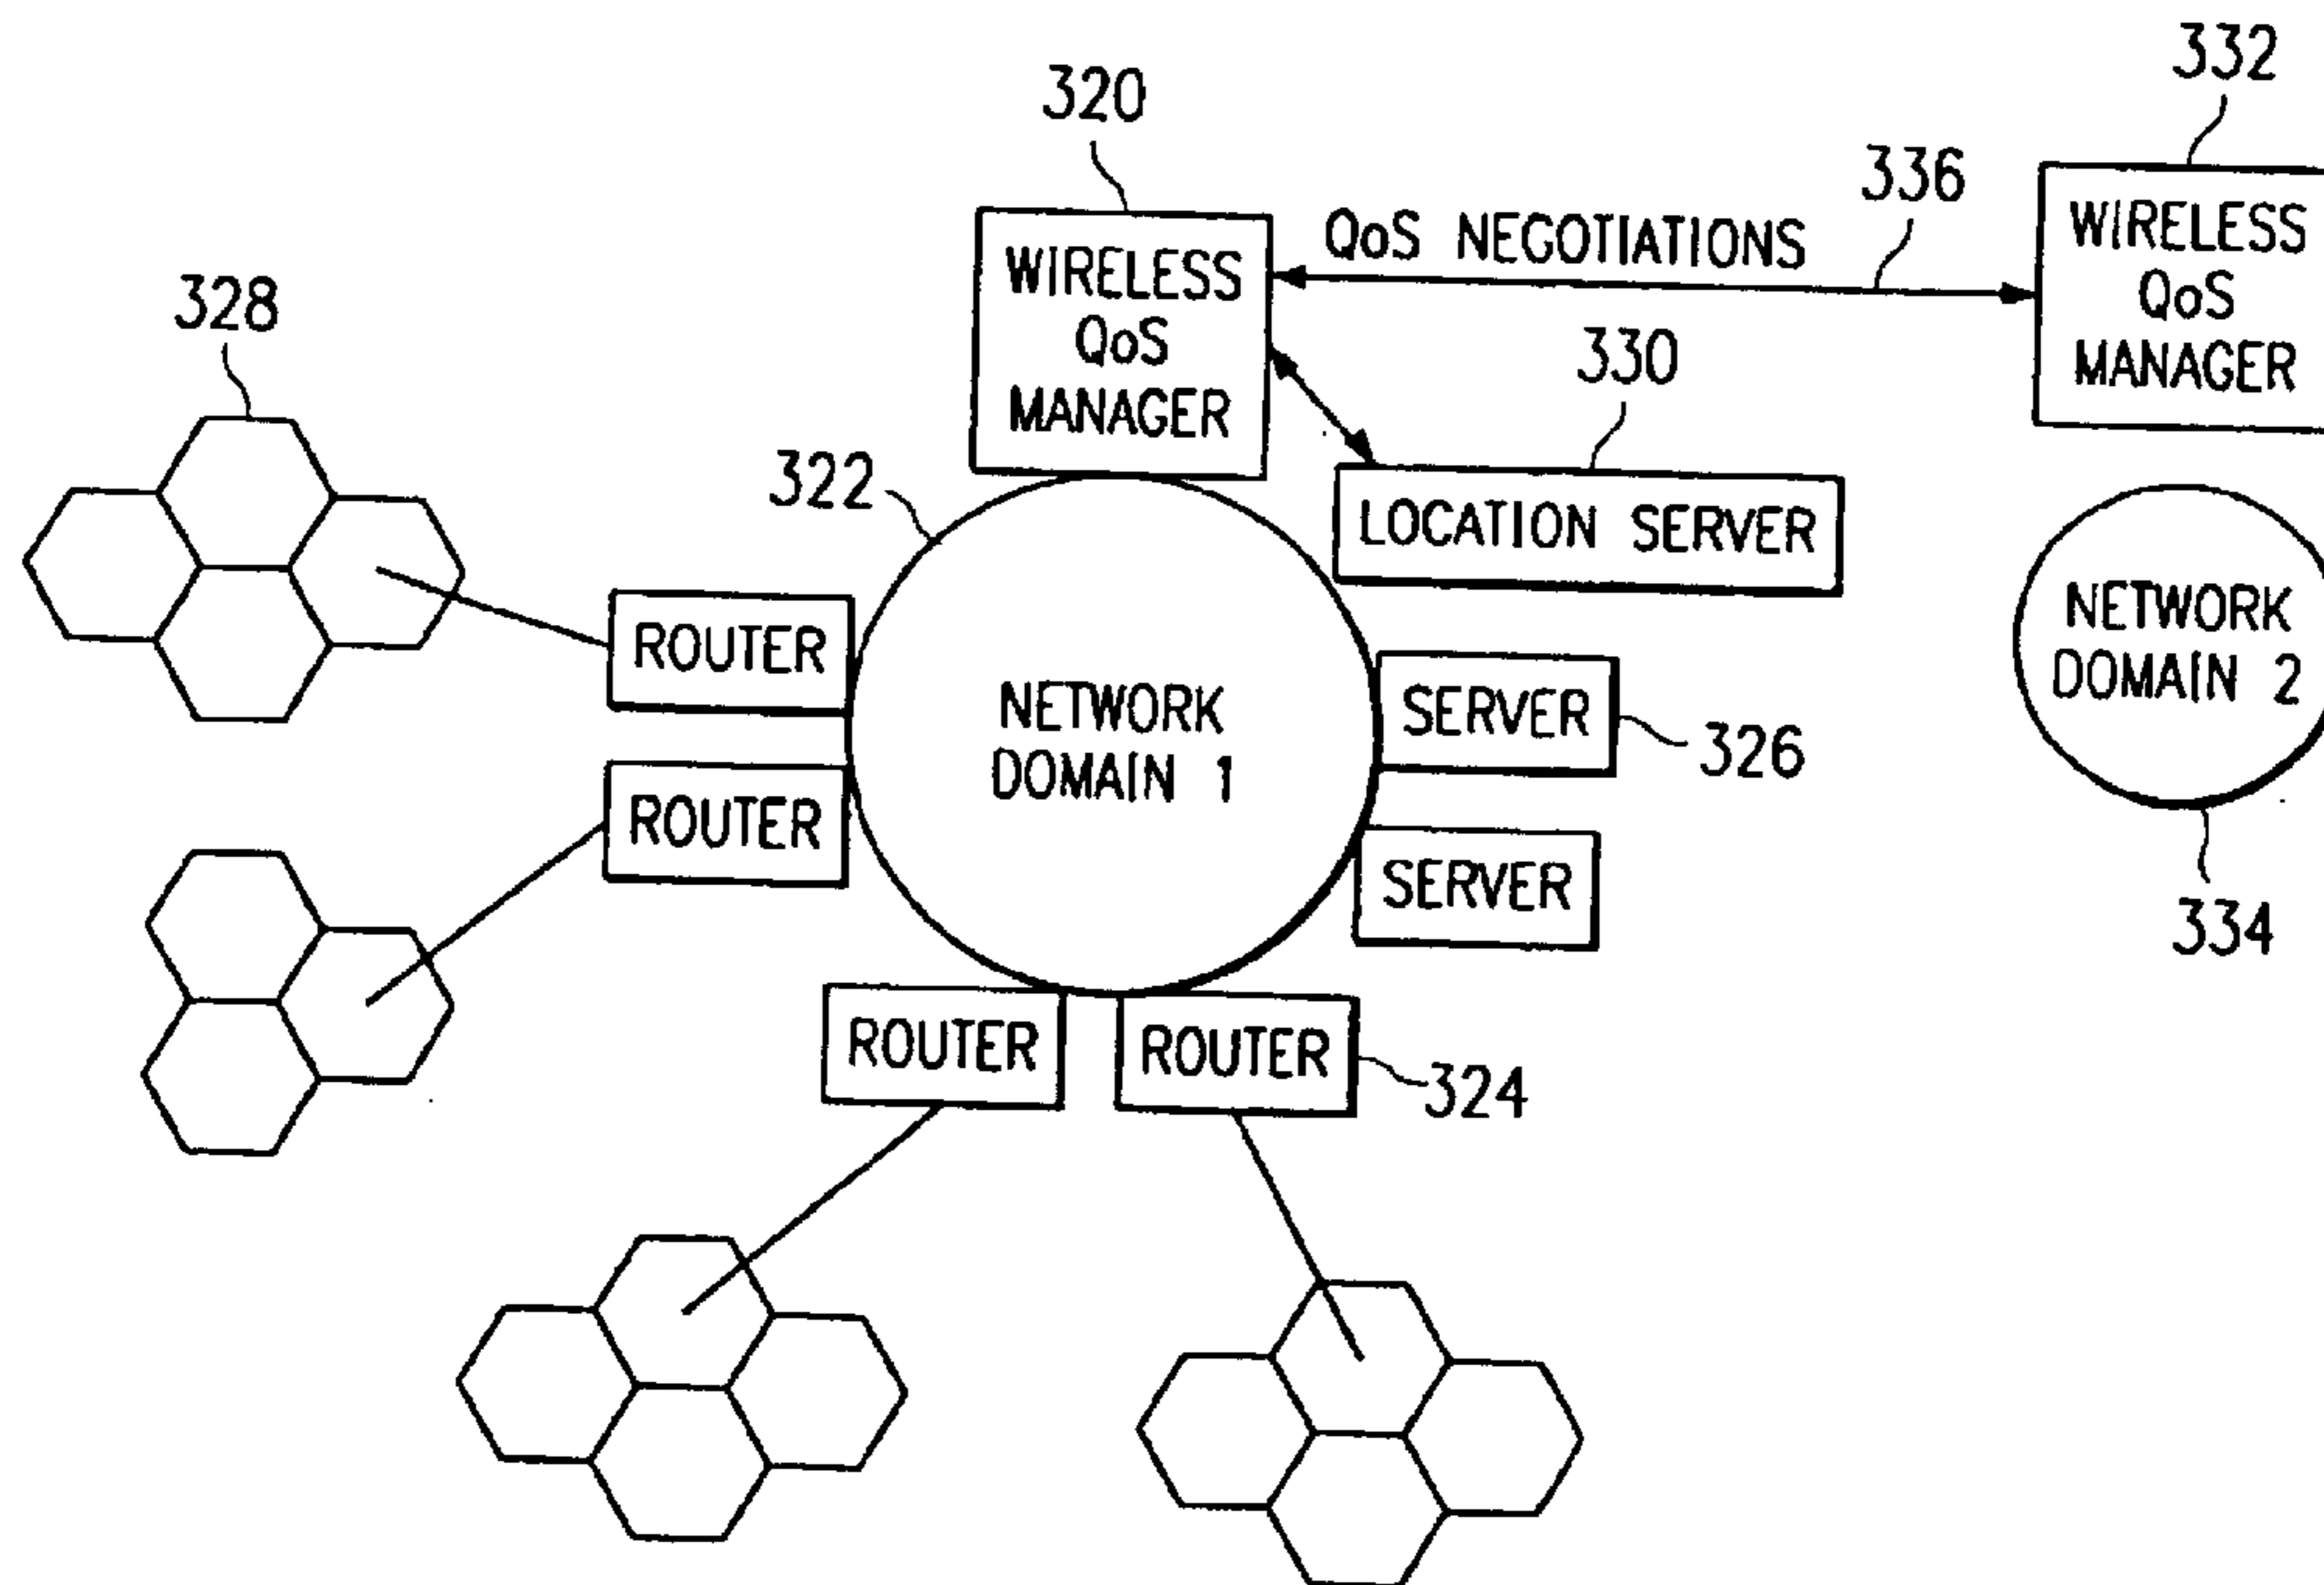 332
320
336
WIRELESS
QoS
MANAGER
QoS NEGOTIATIONS
WIRELESS
QoS
MANAGER
328
330
322
LOCATION SERVER
ROUTER
NETWORK
DOMAIN 1
SERVER
326
NETWORK
DOMAIN 2
ROUTER
SERVER
334
ROUTER
ROUTER
324